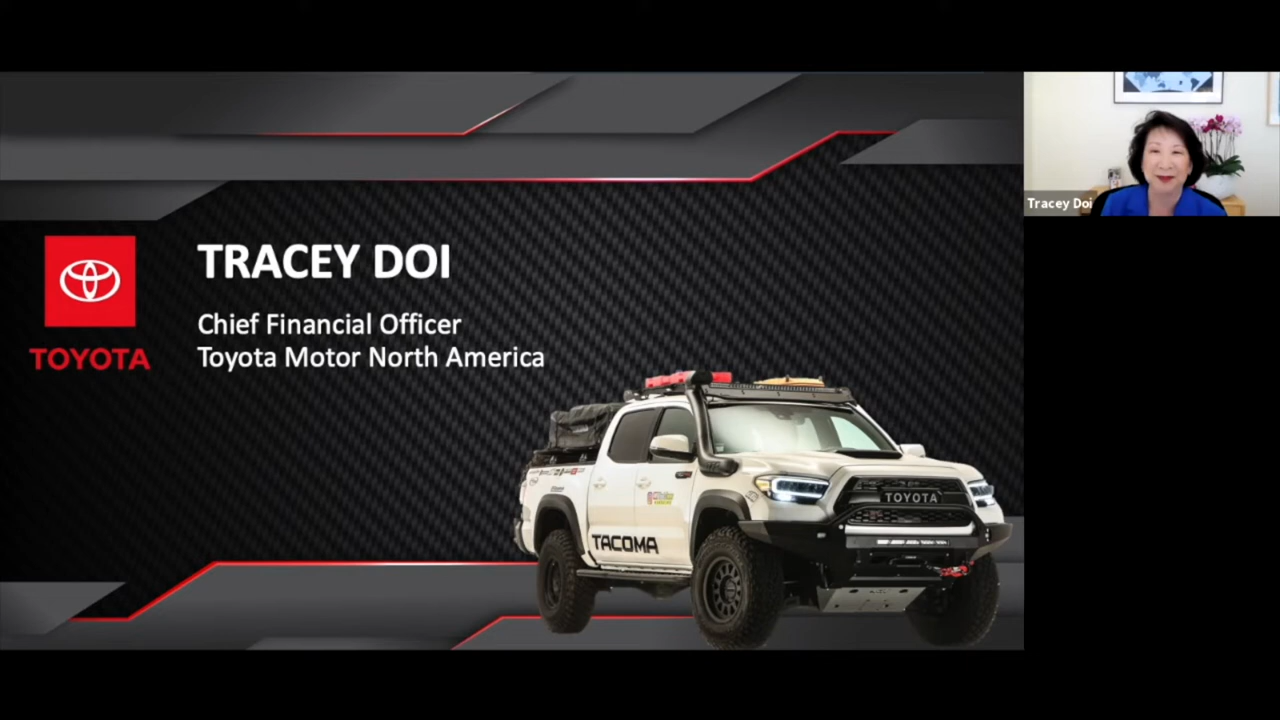 TRACEY DOI
Chief Financial Officer
Toyota Motor North America
TOYOTA
TOYOTA
TACOMA
Tracey Doi